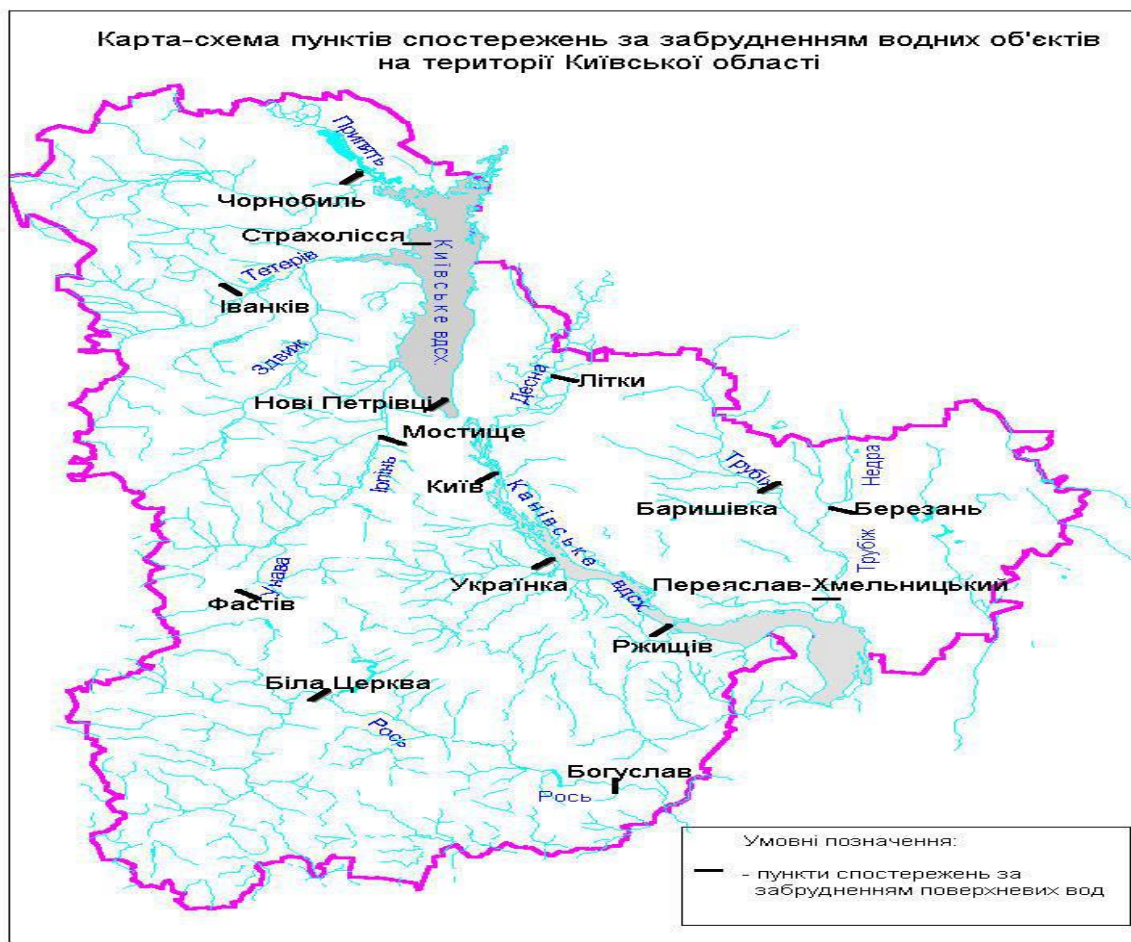 Карта-схема пунктів спостережень за забрудненням водних об'єктів
на території Київської області
Прип'ять
Чорнобиль
Страхолісся
Київське вдсх.
Тетерів
Іванків
Здвиж
Десна
Літки
Нові Петрівці
Мостище
Ірпінь
Київ
Канівське вдсх.
Трубіж
Недра
Баришівка
Березань
Трубіж
Українка
Переяслав-Хмельницький
Унава
Фастів
Ржищів
Біла Церква
Рось
Богуслав
Рось
Умовні позначення:
- пункти спостережень за
забрудненням поверхневих вод